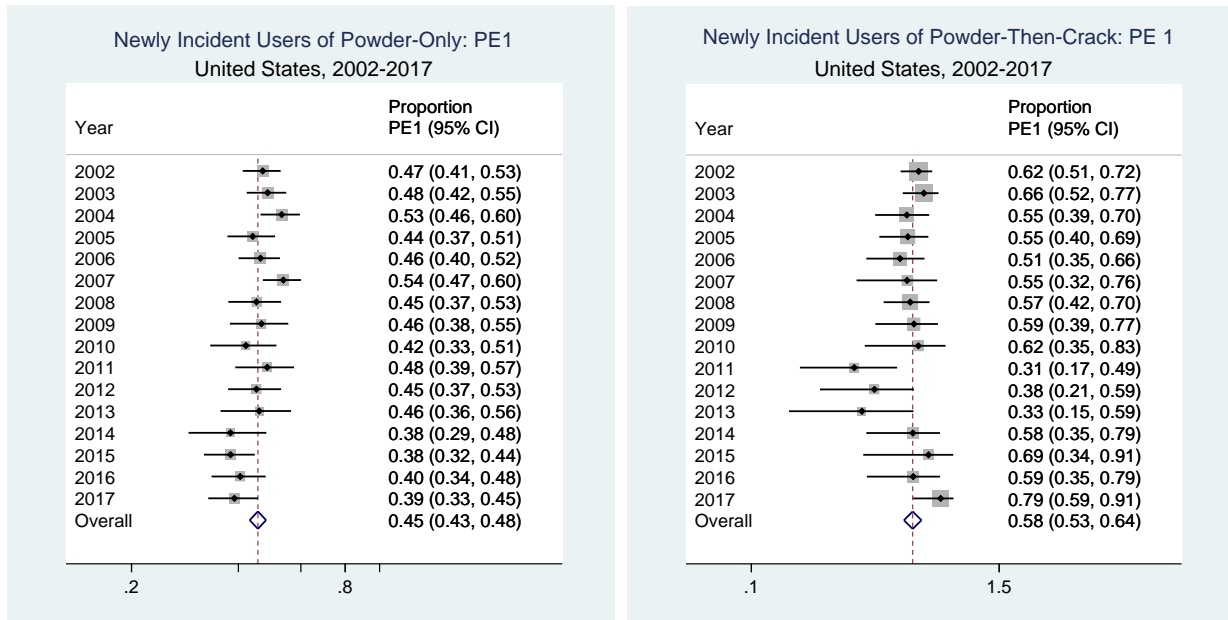 Newly Incident Users of Powder-Only: PE1
United States, 2002-2017
Proportion
Year PE1 (95% CI)
2002 0.47 (0.41, 0.53)
2003 0.48 (0.42, 0.55)
2004 0.53 (0.46, 0.60)
2005 0.44 (0.37, 0.51)
2006 0.46 (0.40, 0.52)
2007 0.54 (0.47, 0.60)
2008 0.45 (0.37, 0.53)
2009 0.46 (0.38, 0.55)
2010 0.42 (0.33, 0.51)
2011 0.48 (0.39, 0.57)
2012 0.45 (0.37, 0.53)
2013 0.46 (0.36, 0.56)
2014 0.38 (0.29, 0.48)
2015 0.38 (0.32, 0.44)
2016 0.40 (0.34, 0.48)
2017 0.39 (0.33, 0.45)
Overall 0.45 (0.43, 0.48)
.2 .8
Newly Incident Users of Powder-Then-Crack: PE 1
United States, 2002-2017
Proportion
Year PE1 (95% CI)
2002 0.62 (0.51, 0.72)
2003 0.66 (0.52, 0.77)
2004 0.55 (0.39, 0.70)
2005 0.55 (0.40, 0.69)
2006 0.51 (0.35, 0.66)
2007 0.55 (0.32, 0.76)
2008 0.57 (0.42, 0.70)
2009 0.59 (0.39, 0.77)
2010 0.62 (0.35, 0.83)
2011 0.31 (0.17, 0.49)
2012 0.38 (0.21, 0.59)
2013 0.33 (0.15, 0.59)
2014 0.58 (0.35, 0.79)
2015 0.69 (0.34, 0.91)
2016 0.59 (0.35, 0.79)
2017 0.79 (0.59, 0.91)
Overall 0.58 (0.53, 0.64)
.1 1.5